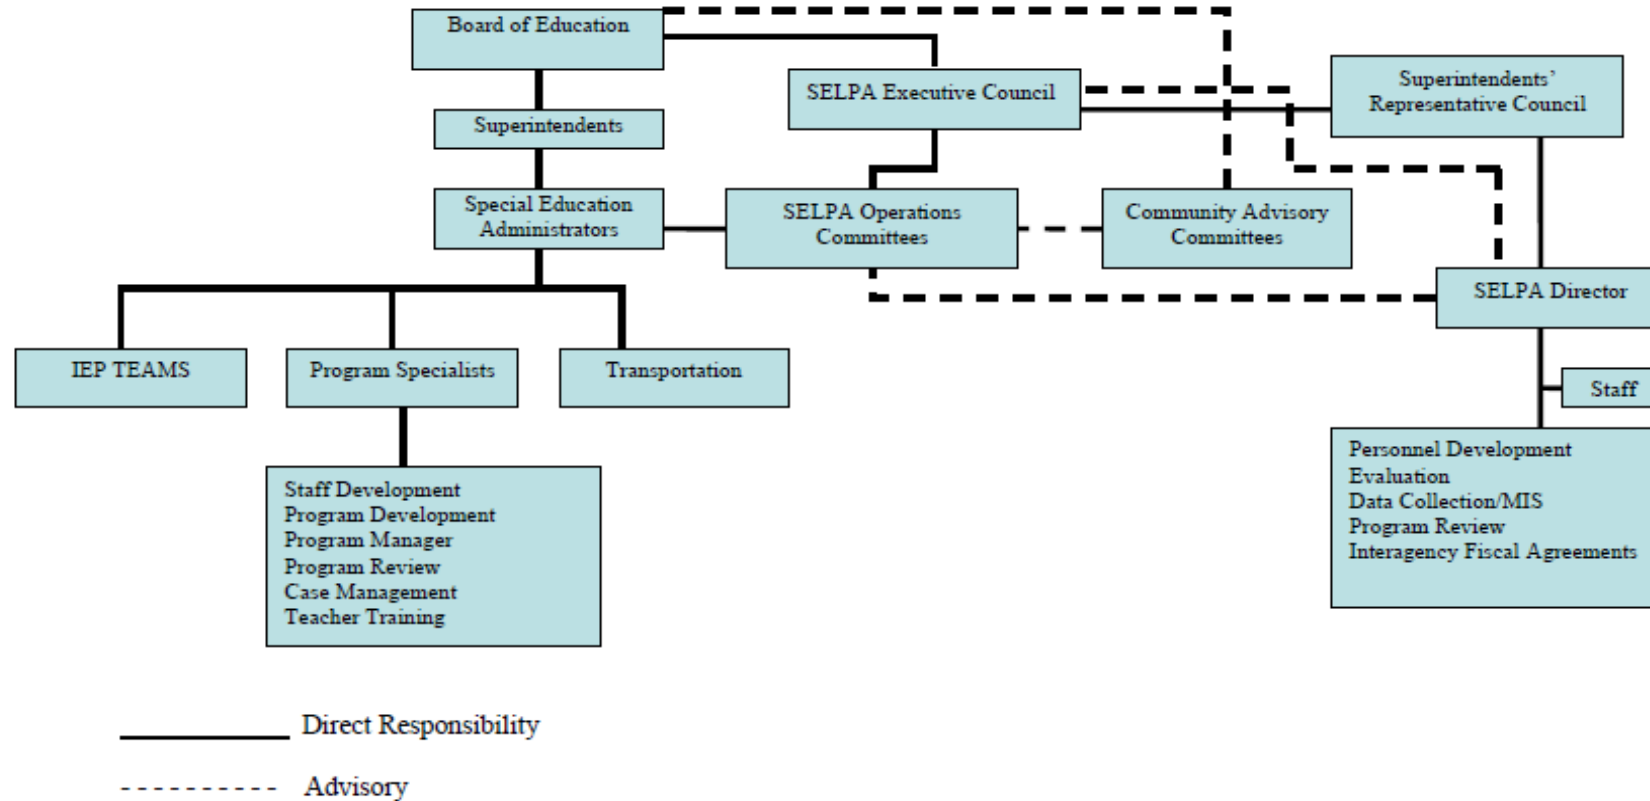 Board of Education
SELPA Executive Council
Superintendents’
Representative Council
Superintendents
Special Education
Administrators
SELPA Operations
Committees
Community Advisory
Committees
SELPA Director
IEP TEAMS
Program Specialists
Transportation
Staff
Personnel Development
Evaluation
Data Collection/MIS
Program Review
Interagency Fiscal Agreements
Staff Development
Program Development
Program Manager
Program Review
Case Management
Teacher Training
Direct Responsibility
Advisory